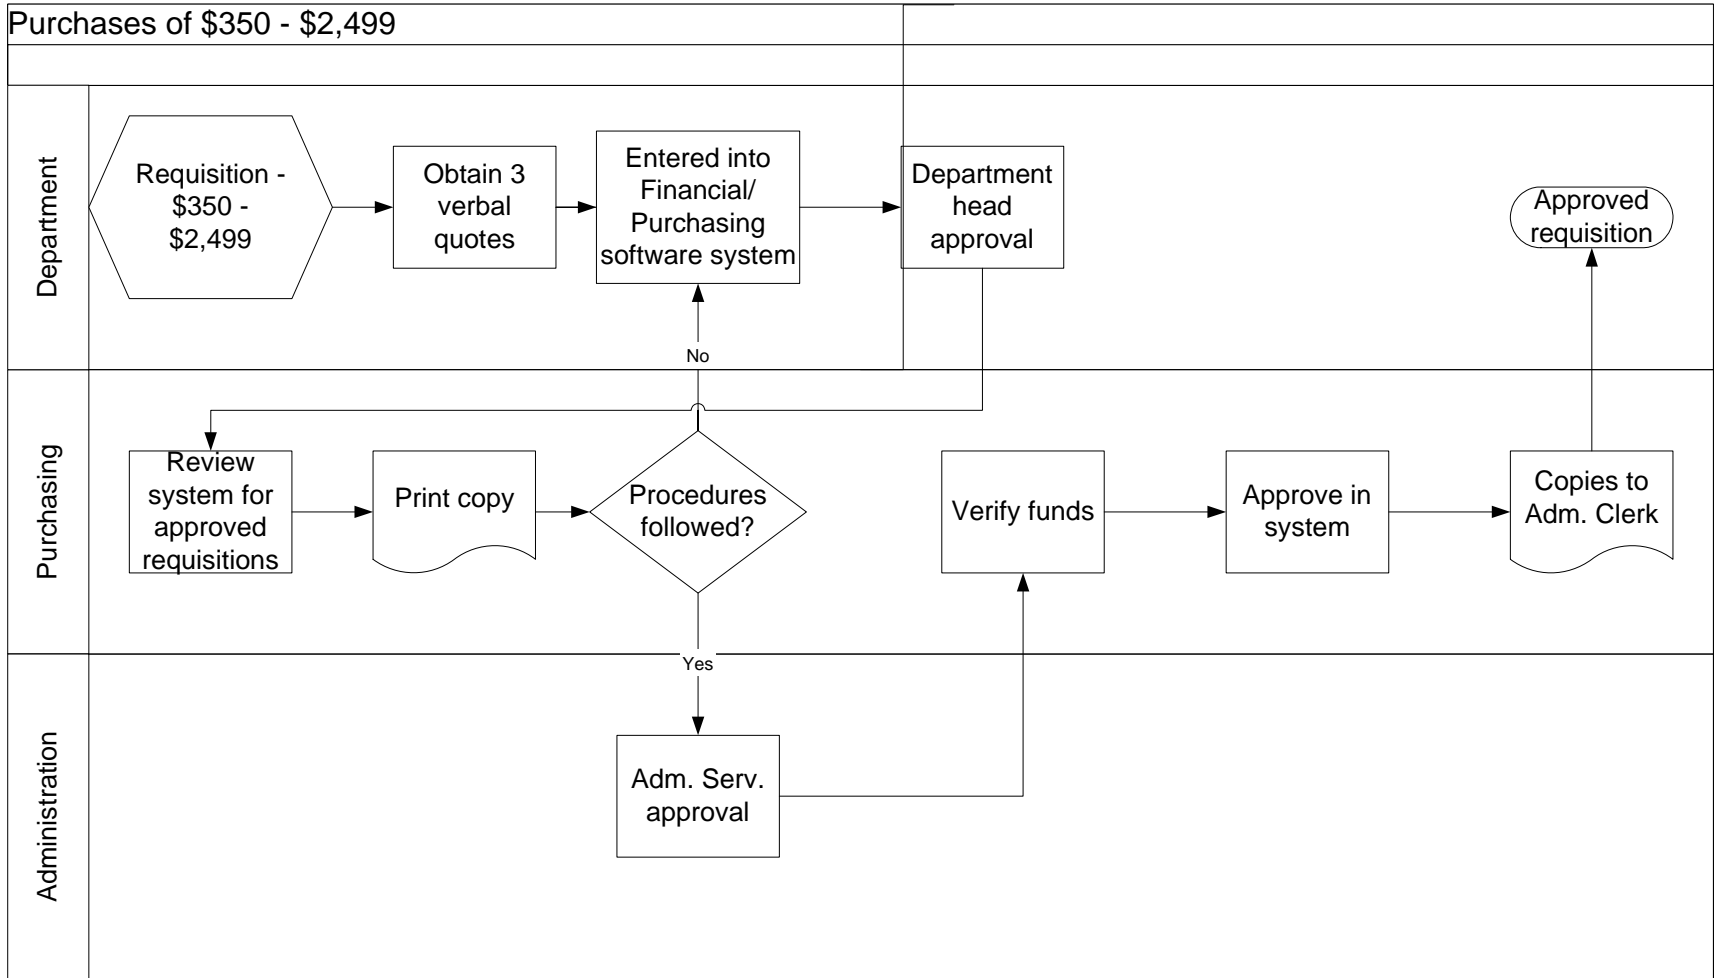 Purchases of $350 - $2,499
Department
Requisition -
$350 -
$2,499
Obtain 3
verbal
quotes
Entered into
Financial/
Purchasing
software system
Department
head
approval
Approved
requisition
No
Purchasing
Review
system for
approved
requisitions
Print copy
Procedures
followed?
Verify funds
Approve in
system
Copies to
Adm. Clerk
Yes
Administration
Adm. Serv.
approval